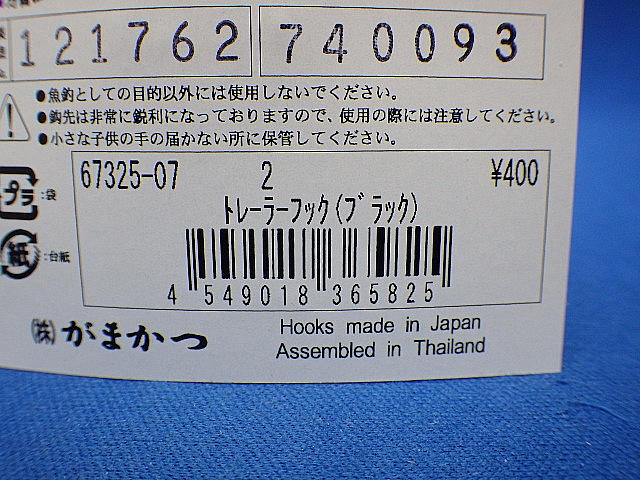 121762 740093
●魚釣としての目的以外には使用しないでください。
●鈎先は非常に鋭利になっておりますので、使用の際には注意してください。
●小さな子供の手の届かない所に保管してください。
67325-07 2 ¥400
プラ :袋
トレーラーフック(ブラック)
紙 :台紙
4 549018 365825
㈱がまかつ
Hooks made in Japan
Assembled in Thailand